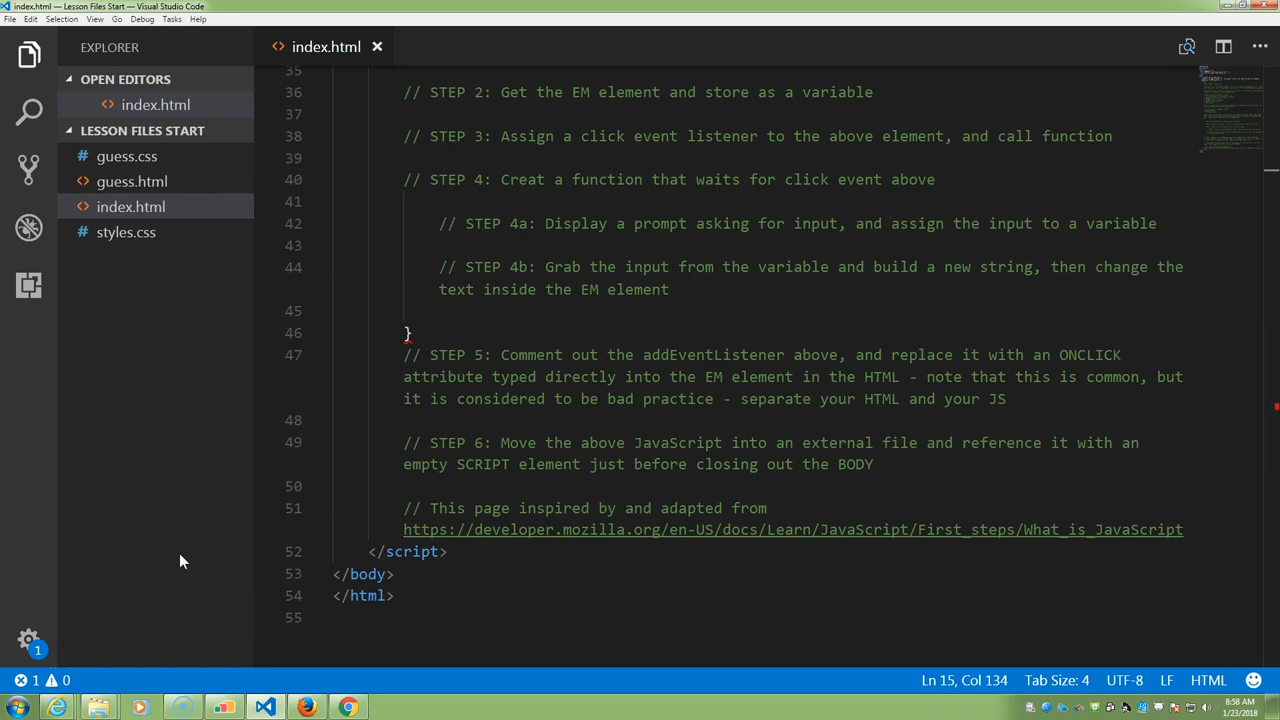 index.html — Lesson Files Start — Visual Studio Code
File Edit Selection View Go Debug Tasks Help
EXPLORER
OPEN EDITORS
index.html
LESSON FILES START
guess.css
guess.html
index.html
styles.css
index.html
35
36 // STEP 2: Get the EM element and store as a variable
37
38 // STEP 3: Assign a click event listener to the above element, and call function
39
40 // STEP 4: Creat a function that waits for click event above
41
42 // STEP 4a: Display a prompt asking for input, and assign the input to a variable
43
44 // STEP 4b: Grab the input from the variable and build a new string, then change the
text inside the EM element
45
46 }
47 // STEP 5: Comment out the addEventListener above, and replace it with an ONCLICK
attribute typed directly into the EM element in the HTML - note that this is common, but
it is considered to be bad practice - separate your HTML and your JS
48
49 // STEP 6: Move the above JavaScript into an external file and reference it with an
empty SCRIPT element just before closing out the BODY
50
51 // This page inspired by and adapted from
https://developer.mozilla.org/en-US/docs/Learn/JavaScript/First_steps/What_is_JavaScript
52 </script>
53 </body>
54 </html>
55
1
1 0 Ln 15, Col 134 Tab Size: 4 UTF-8 LF HTML
8:58 AM
1/23/2018